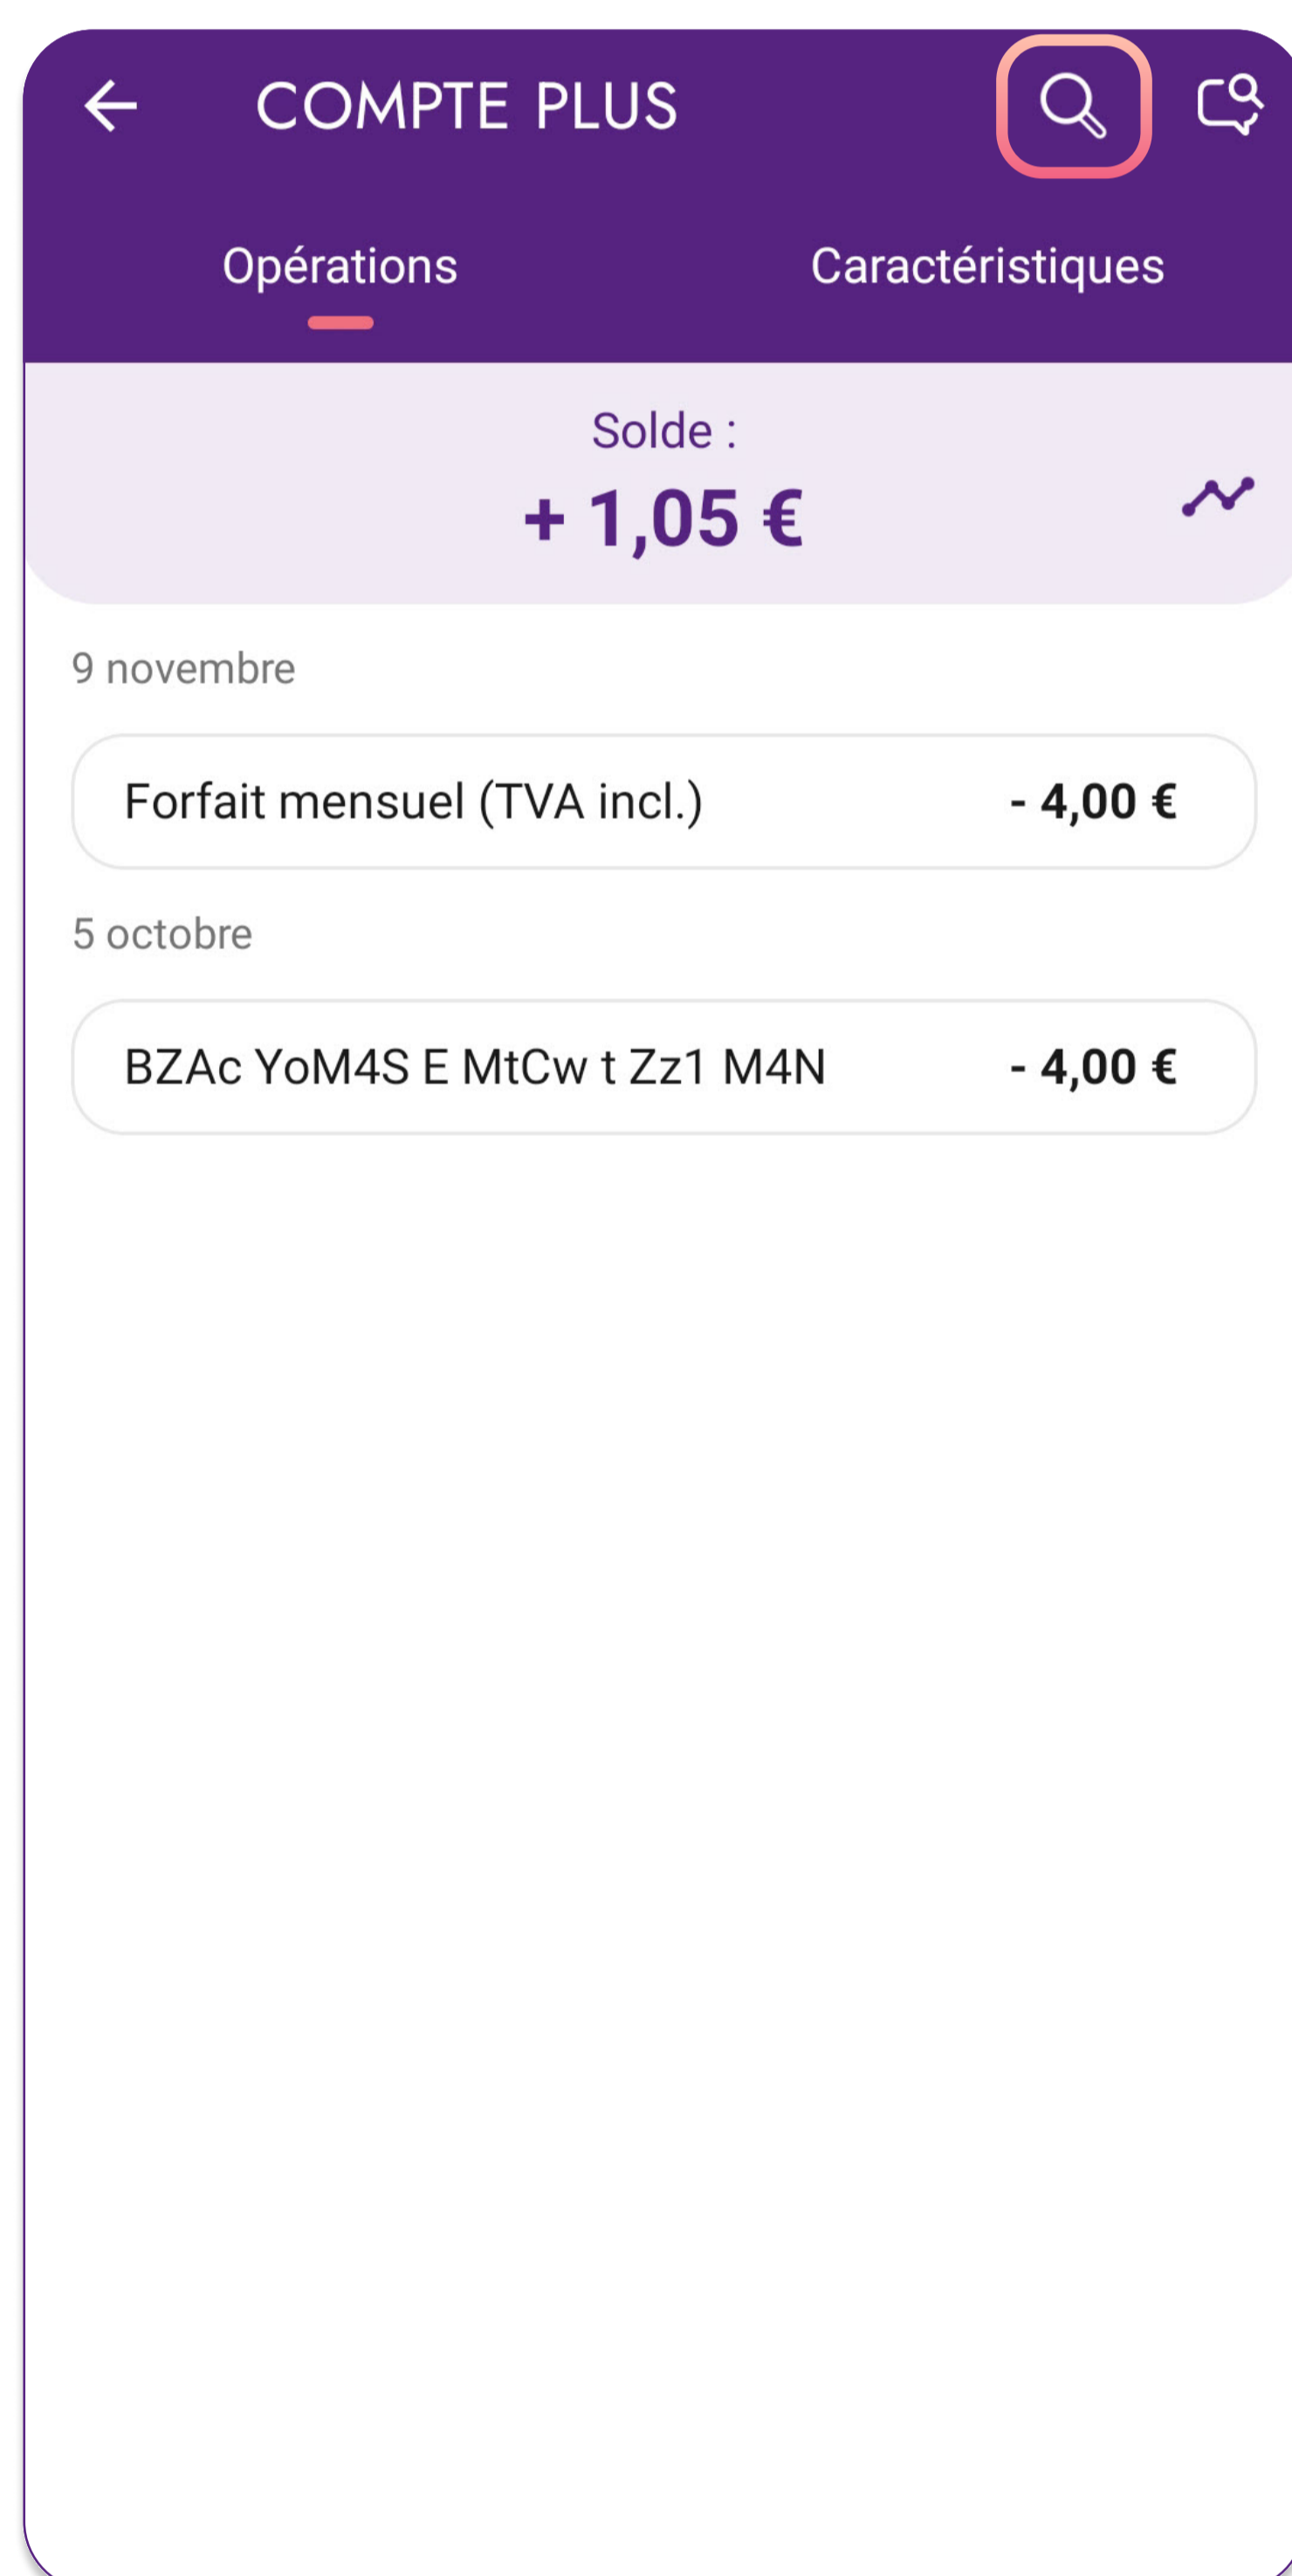 COMPTE PLUS
Opérations Caractéristiques
Solde :
+ 1,05 €
9 novembre
Forfait mensuel (TVA incl.) - 4,00 €
5 octobre
BZAc YoM4S E MtCw t Zz1 M4N - 4,00 €